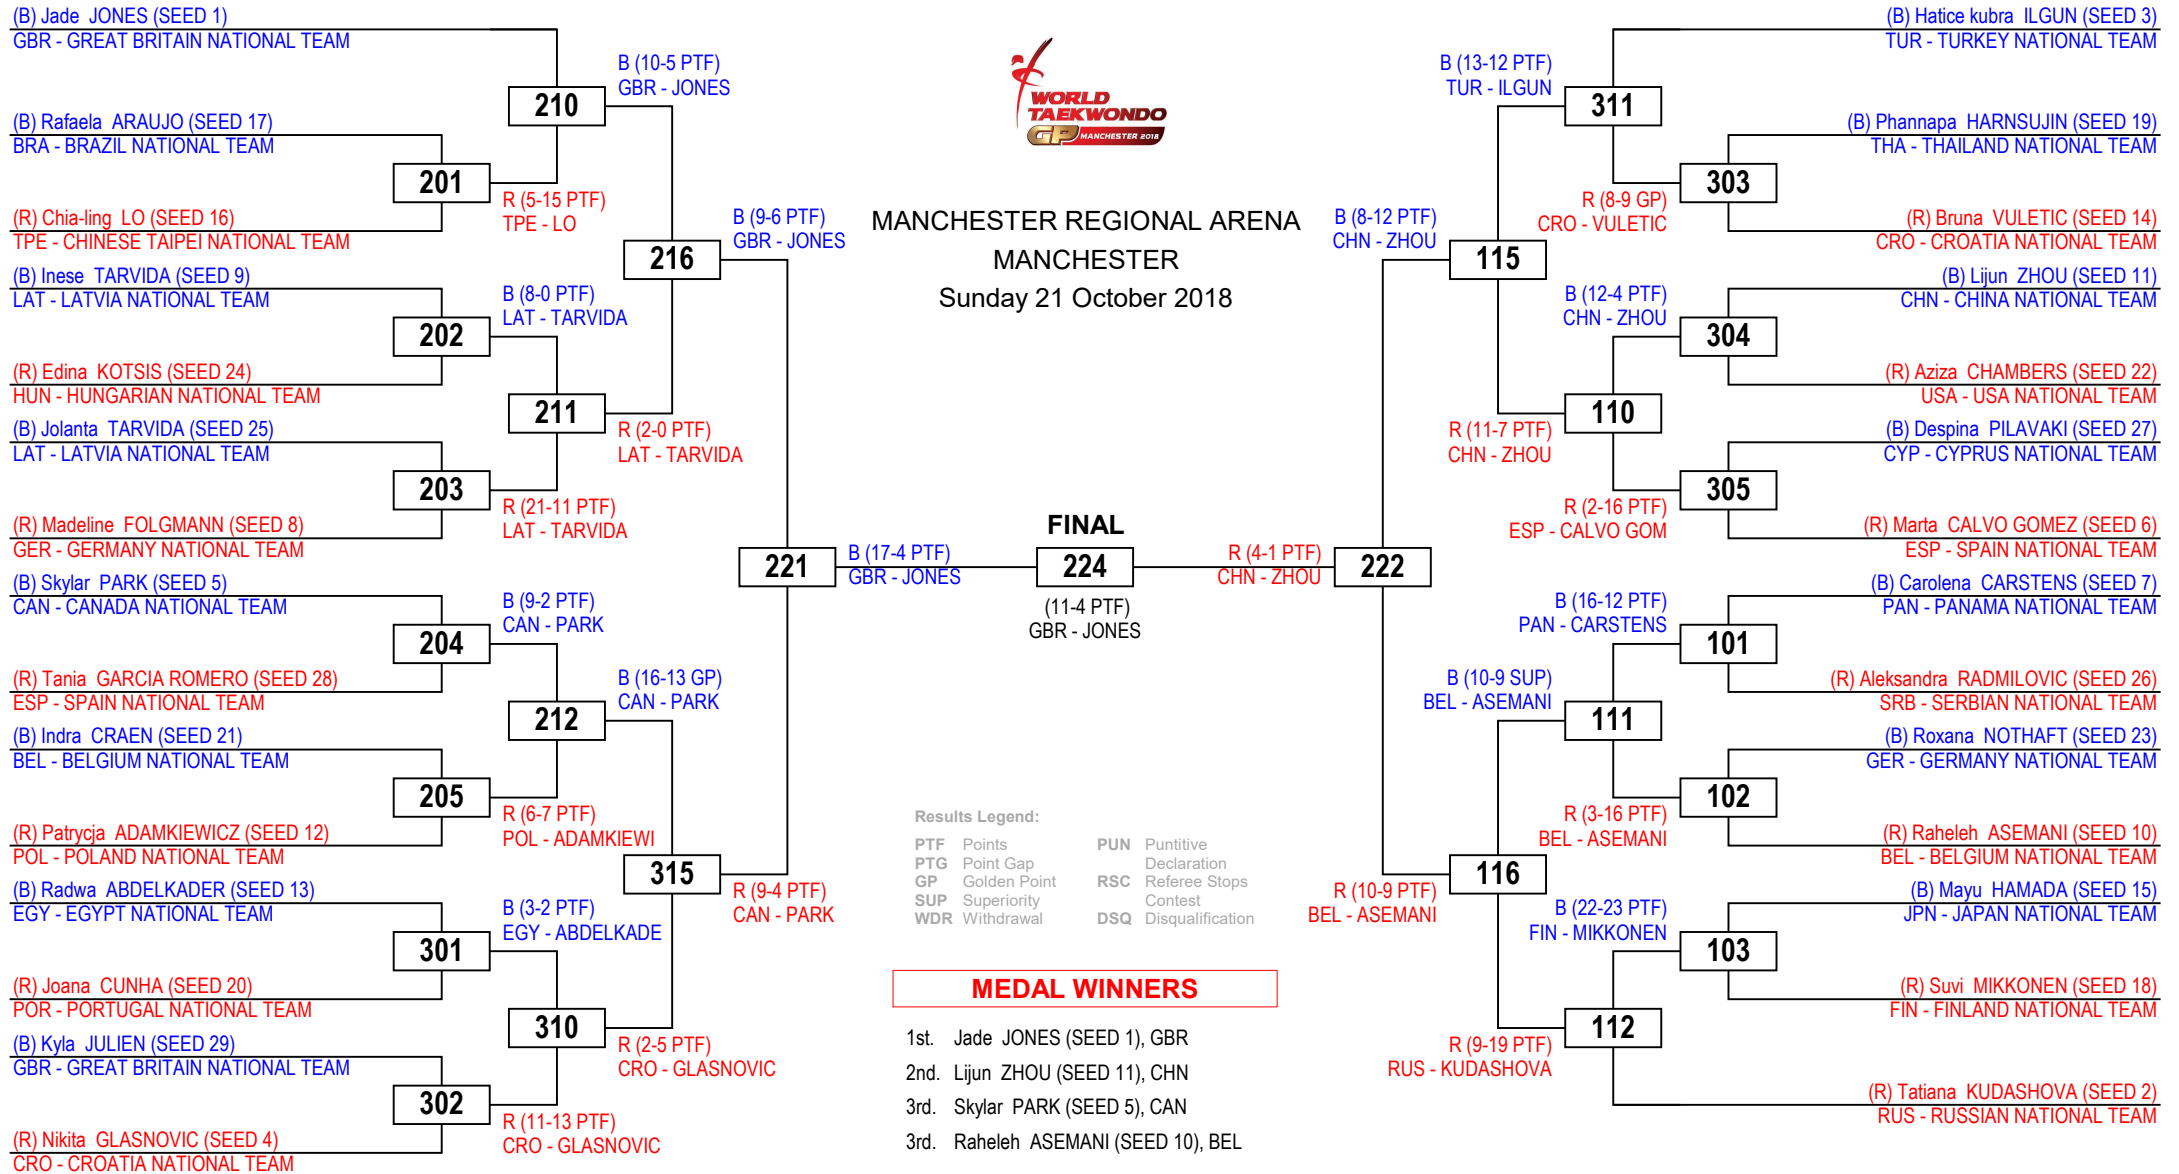 (B) Jade JONES (SEED 1)
GBR - GREAT BRITAIN NATIONAL TEAM
(B) Rafaela ARAUJO (SEED 17)
BRA - BRAZIL NATIONAL TEAM
(R) Chia-ling LO (SEED 16)
TPE - CHINESE TAIPEI NATIONAL TEAM
(B) Inese TARVIDA (SEED 9)
LAT - LATVIA NATIONAL TEAM
(R) Edina KOTSIS (SEED 24)
HUN - HUNGARIAN NATIONAL TEAM
(B) Jolanta TARVIDA (SEED 25)
LAT - LATVIA NATIONAL TEAM
(R) Madeline FOLGMANN (SEED 8)
GER - GERMANY NATIONAL TEAM
(B) Skylar PARK (SEED 5)
CAN - CANADA NATIONAL TEAM
(R) Tania GARCIA ROMERO (SEED 28)
ESP - SPAIN NATIONAL TEAM
(B) Indra CRAEN (SEED 21)
BEL - BELGIUM NATIONAL TEAM
(R) Patrycja ADAMKIEWICZ (SEED 12)
POL - POLAND NATIONAL TEAM
(B) Radwa ABDELKADER (SEED 13)
EGY - EGYPT NATIONAL TEAM
(R) Joana CUNHA (SEED 20)
POR - PORTUGAL NATIONAL TEAM
(B) Kyla JULIEN (SEED 29)
GBR - GREAT BRITAIN NATIONAL TEAM
(R) Nikita GLASNOVIC (SEED 4)
CRO - CROATIA NATIONAL TEAM
201
202
203
204
205
301
302
R (5-15 PTF)
TPE - LO
B (8-0 PTF)
LAT - TARVIDA
R (21-11 PTF)
LAT - TARVIDA
B (9-2 PTF)
CAN - PARK
R (6-7 PTF)
POL - ADAMKIEWI
B (3-2 PTF)
EGY - ABDELKADE
R (11-13 PTF)
CRO - GLASNOVIC
210
211
212
310
B (10-5 PTF)
GBR - JONES
R (2-0 PTF)
LAT - TARVIDA
B (16-13 GP)
CAN - PARK
R (2-5 PTF)
CRO - GLASNOVIC
216
315
B (9-6 PTF)
GBR - JONES
R (9-4 PTF)
CAN - PARK
221
B (17-4 PTF)
GBR - JONES
WORLD
TAEKWONDO
GP MANCHESTER 2018
MANCHESTER REGIONAL ARENA
MANCHESTER
Sunday 21 October 2018
FINAL
224
(11-4 PTF)
GBR - JONES
Results Legend:
PTF Points
PTG Point Gap
GP Golden Point
SUP Superiority
WDR Withdrawal
PUN Puntitive
Declaration
RSC Referee Stops
Contest
DSQ Disqualification
MEDAL WINNERS
1st. Jade JONES (SEED 1), GBR
2nd. Lijun ZHOU (SEED 11), CHN
3rd. Skylar PARK (SEED 5), CAN
3rd. Raheleh ASEMANI (SEED 10), BEL
R (4-1 PTF)
CHN - ZHOU
222
B (8-12 PTF)
CHN - ZHOU
R (10-9 PTF)
BEL - ASEMANI
115
116
B (13-12 PTF)
TUR - ILGUN
R (11-7 PTF)
CHN - ZHOU
B (10-9 SUP)
BEL - ASEMANI
R (9-19 PTF)
RUS - KUDASHOVA
311
110
111
112
R (8-9 GP)
CRO - VULETIC
B (12-4 PTF)
CHN - ZHOU
R (2-16 PTF)
ESP - CALVO GOM
B (16-12 PTF)
PAN - CARSTENS
R (3-16 PTF)
BEL - ASEMANI
B (22-23 PTF)
FIN - MIKKONEN
303
304
305
101
102
103
(B) Hatice kubra ILGUN (SEED 3)
TUR - TURKEY NATIONAL TEAM
(B) Phannapa HARNSUJIN (SEED 19)
THA - THAILAND NATIONAL TEAM
(R) Bruna VULETIC (SEED 14)
CRO - CROATIA NATIONAL TEAM
(B) Lijun ZHOU (SEED 11)
CHN - CHINA NATIONAL TEAM
(R) Aziza CHAMBERS (SEED 22)
USA - USA NATIONAL TEAM
(B) Despina PILAVAKI (SEED 27)
CYP - CYPRUS NATIONAL TEAM
(R) Marta CALVO GOMEZ (SEED 6)
ESP - SPAIN NATIONAL TEAM
(B) Carolena CARSTENS (SEED 7)
PAN - PANAMA NATIONAL TEAM
(R) Aleksandra RADMILOVIC (SEED 26)
SRB - SERBIAN NATIONAL TEAM
(B) Roxana NOTHAFT (SEED 23)
GER - GERMANY NATIONAL TEAM
(R) Raheleh ASEMANI (SEED 10)
BEL - BELGIUM NATIONAL TEAM
(B) Mayu HAMADA (SEED 15)
JPN - JAPAN NATIONAL TEAM
(R) Suvi MIKKONEN (SEED 18)
FIN - FINLAND NATIONAL TEAM
(R) Tatiana KUDASHOVA (SEED 2)
RUS - RUSSIAN NATIONAL TEAM